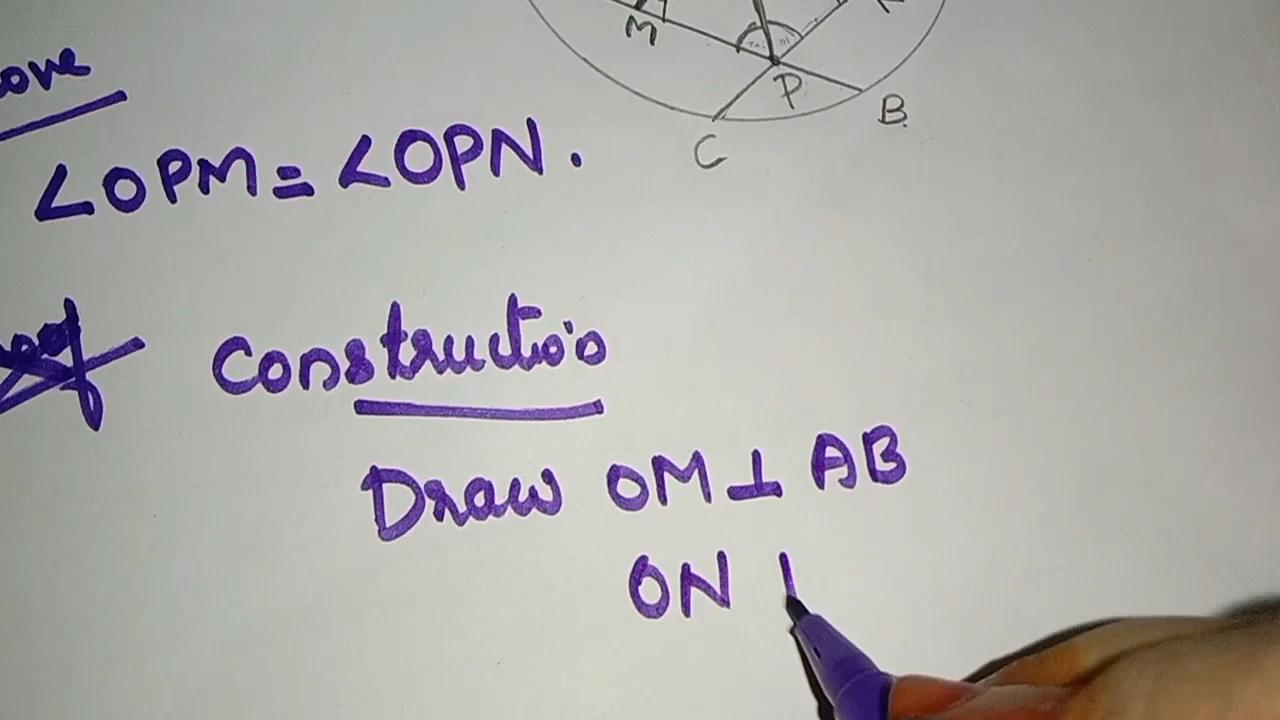 M
P
B
C
∠OPM = ∠OPN.
Constructio
Draw OM ⊥ AB
ON